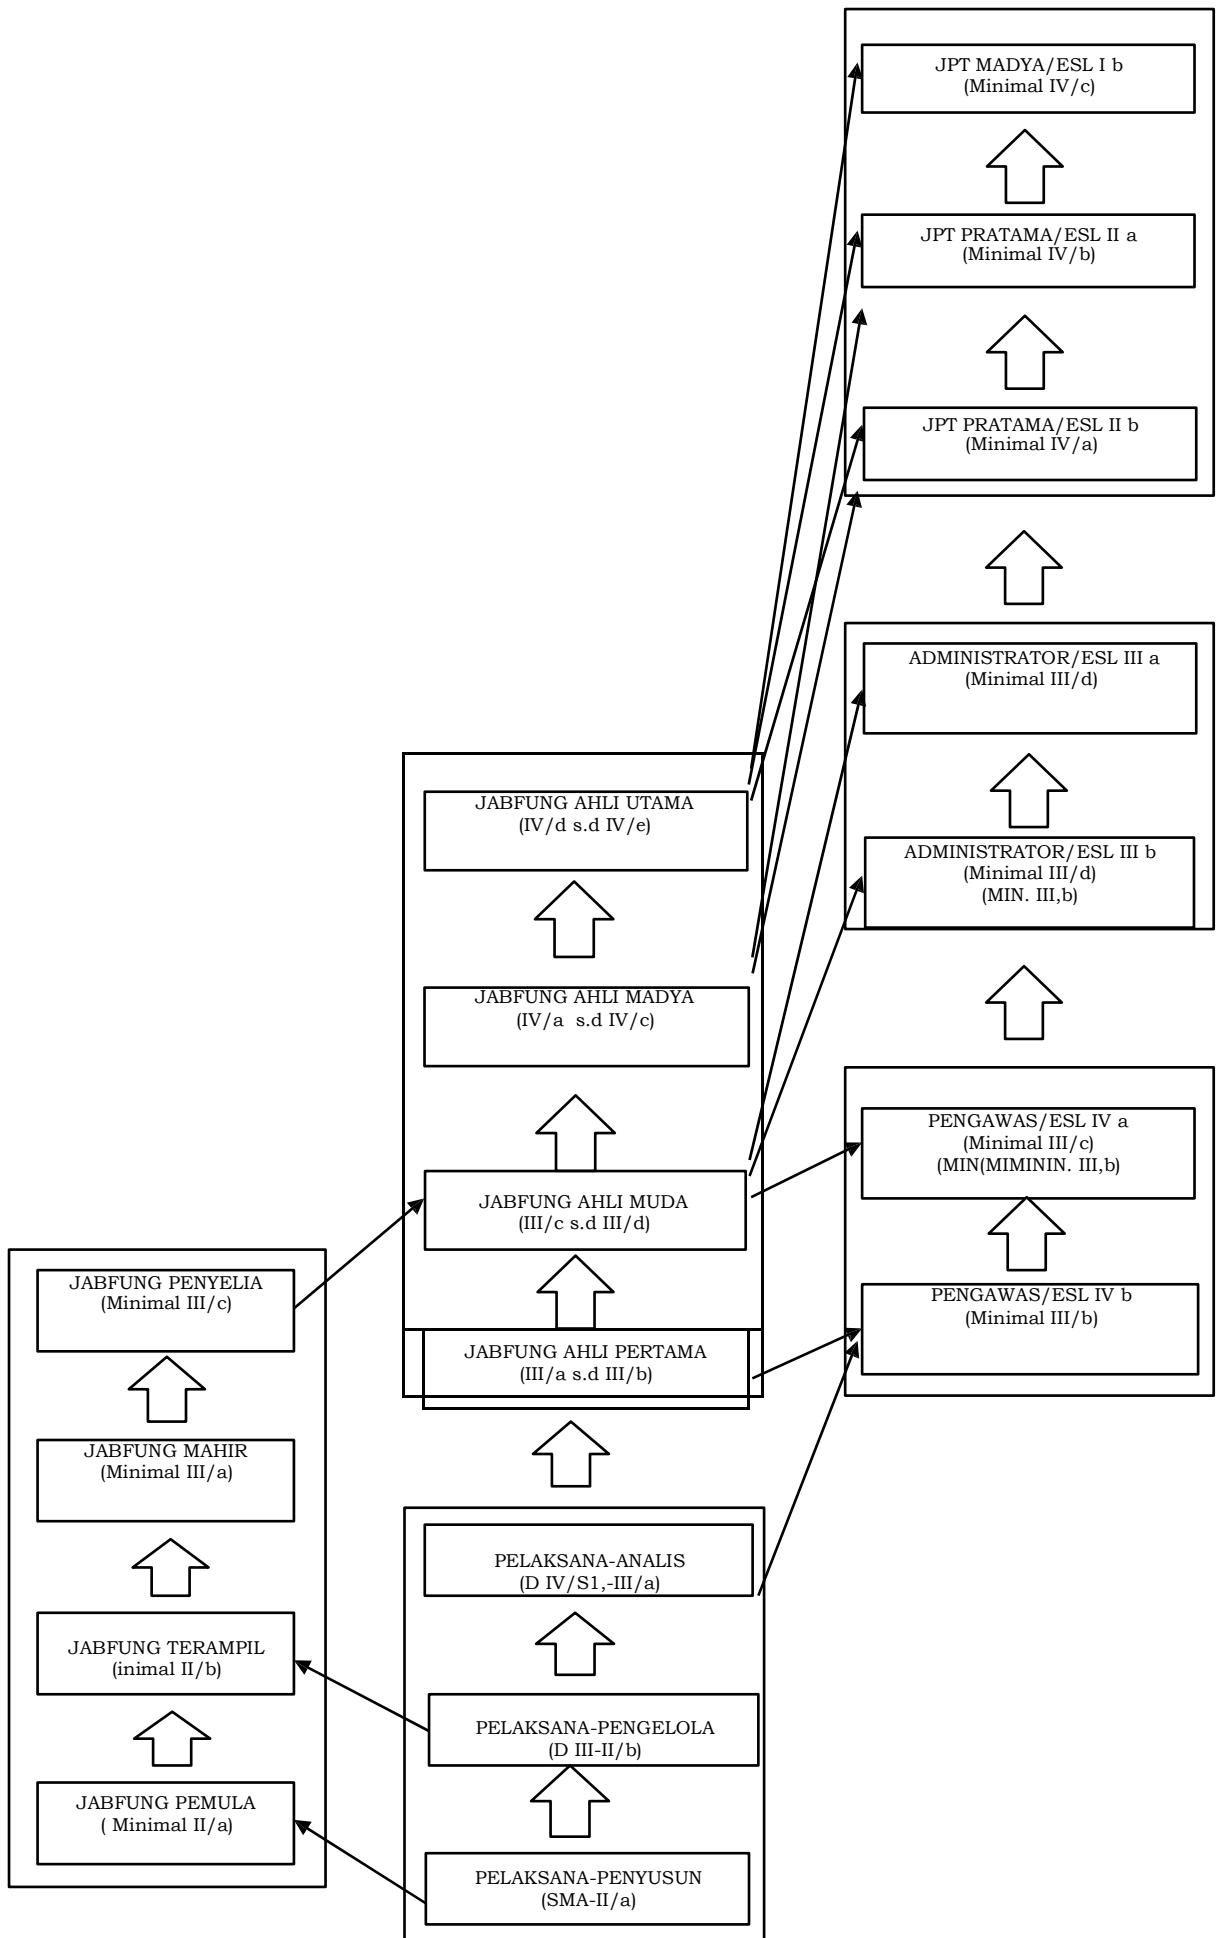 JPT MADYA/ESL I b
(Minimal IV/c)
JPT PRATAMA/ESL II a
(Minimal IV/b)
JPT PRATAMA/ESL II b
(Minimal IV/a)
ADMINISTRATOR/ESL III a
(Minimal III/d)
ADMINISTRATOR/ESL III b
(Minimal III/d)
(MIN. III,b)
PENGAWAS/ESL IV a
(Minimal III/c)
(MIN(MIMININ. III,b)
PENGAWAS/ESL IV b
(Minimal III/b)
JABFUNG AHLI UTAMA
(IV/d s.d IV/e)
JABFUNG AHLI MADYA
(IV/a s.d IV/c)
JABFUNG AHLI MUDA
(III/c s.d III/d)
JABFUNG AHLI PERTAMA
(III/a s.d III/b)
JABFUNG PENYELIA
(Minimal III/c)
JABFUNG MAHIR
(Minimal III/a)
JABFUNG TERAMPIL
(inimal II/b)
JABFUNG PEMULA
( Minimal II/a)
PELAKSANA-ANALIS
(D IV/S1,-III/a)
PELAKSANA-PENGELOLA
(D III-II/b)
PELAKSANA-PENYUSUN
(SMA-II/a)